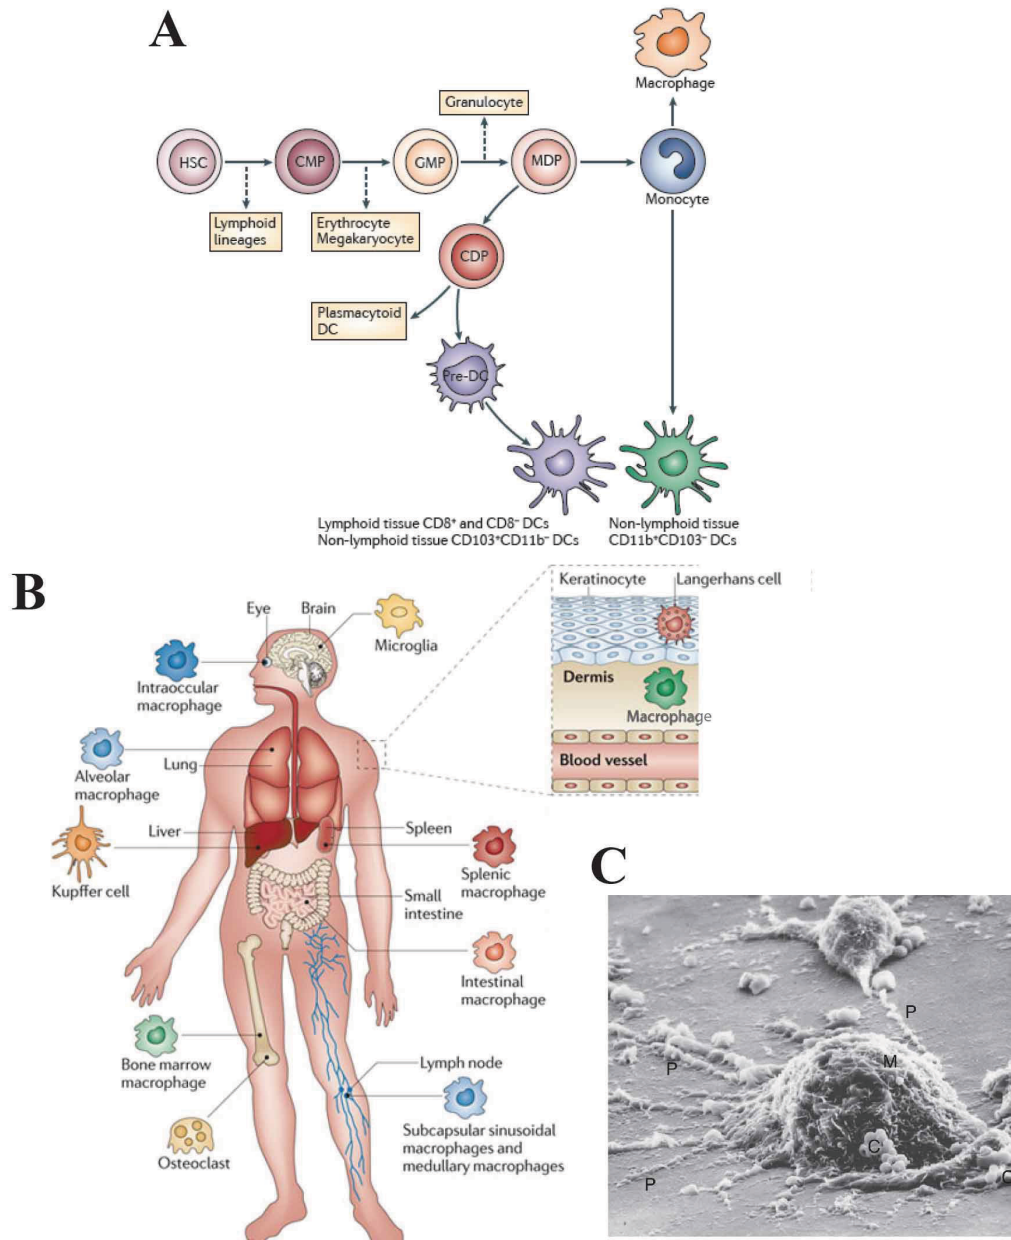 A
Macrophage
Granulocyte
HSC
CMP
GMP
MDP
Monocyte
Lymphoid
lineages
Erythrocyte
Megakaryocyte
CDP
Plasmacytoid
DC
Pre-DC
Lymphoid tissue CD8⁺ and CD8⁻ DCs
Non-lymphoid tissue CD103⁺CD11b⁻ DCs
Non-lymphoid tissue
CD11b⁺CD103⁻ DCs
B
Eye
Brain
Microglia
Intraoccular
macrophage
Alveolar
macrophage
Lung
Liver
Kupffer cell
Spleen
Splenic
macrophage
Small
intestine
Intestinal
macrophage
Bone marrow
macrophage
Osteoclast
Lymph node
Subcapsular sinusoidal
macrophages and
medullary macrophages
Keratinocyte
Langerhans cell
Dermis
Macrophage
Blood vessel
C
P
M
P
C
P
C